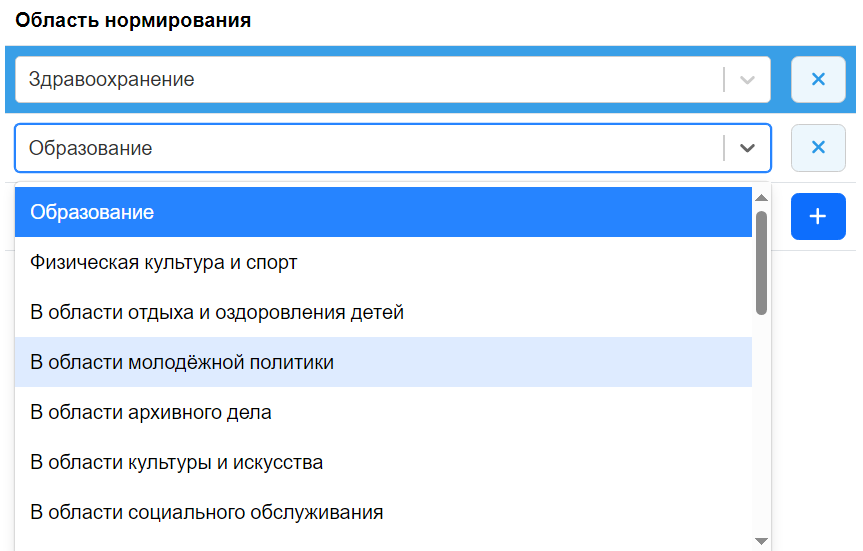 Область нормирования
Здравоохранение
Образование
Образование
Физическая культура и спорт
В области отдыха и оздоровления детей
В области молодёжной политики
В области архивного дела
В области культуры и искусства
В области социального обслуживания